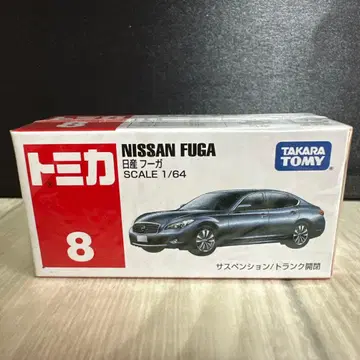 トミカ
8
NISSAN FUGA
日産 フーガ
SCALE 1/64
TAKARA
TOMY
サスペンション/トランク開閉